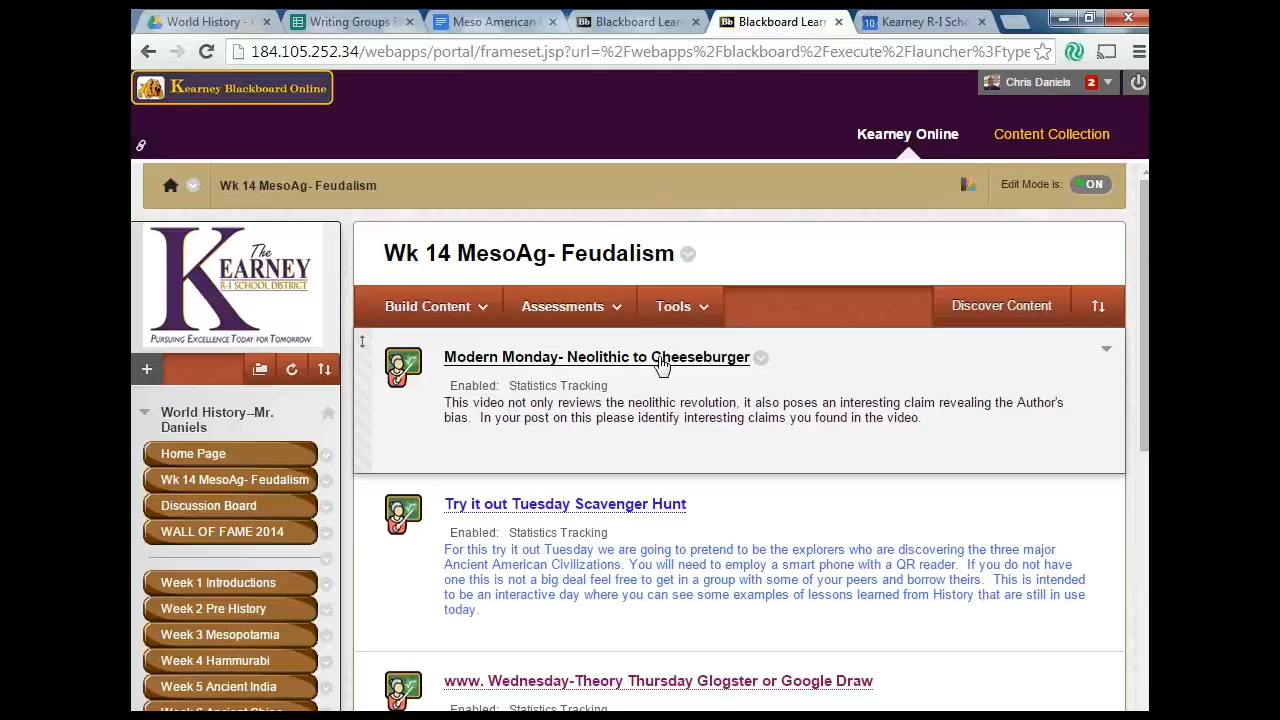 World History -
Writing Groups E
Meso American
Blackboard Lear
Blackboard Lear
Kearney R-I Scho
184.105.252.34/webapps/portal/frameset.jsp?url=%2Fwebapps%2Fblackboard%2Fexecute%2Flauncher%3Ftype
Kearney Blackboard Online
Chris Daniels 2
Kearney Online
Content Collection
Wk 14 MesoAg- Feudalism
Edit Mode is: ON
The
KEARNEY
R-I SCHOOL DISTRICT
PURSUING EXCELLENCE TODAY FOR TOMORROW
World History--Mr.
Daniels
Home Page
Wk 14 MesoAg- Feudalism
Discussion Board
WALL OF FAME 2014
Week 1 Introductions
Week 2 Pre History
Week 3 Mesopotamia
Week 4 Hammurabi
Week 5 Ancient India
Wk 14 MesoAg- Feudalism
Build Content
Assessments
Tools
Discover Content
Modern Monday- Neolithic to Cheeseburger
Enabled: Statistics Tracking
This video not only reviews the neolithic revolution, it also poses an interesting claim revealing the Author's
bias. In your post on this please identify interesting claims you found in the video.
Try it out Tuesday Scavenger Hunt
Enabled: Statistics Tracking
For this try it out Tuesday we are going to pretend to be the explorers who are discovering the three major
Ancient American Civilizations. You will need to employ a smart phone with a QR reader. If you do not have
one this is not a big deal feel free to get in a group with some of your peers and borrow theirs. This is intended
to be an interactive day where you can see some examples of lessons learned from History that are still in use
today.
www. Wednesday-Theory Thursday Glogster or Google Draw